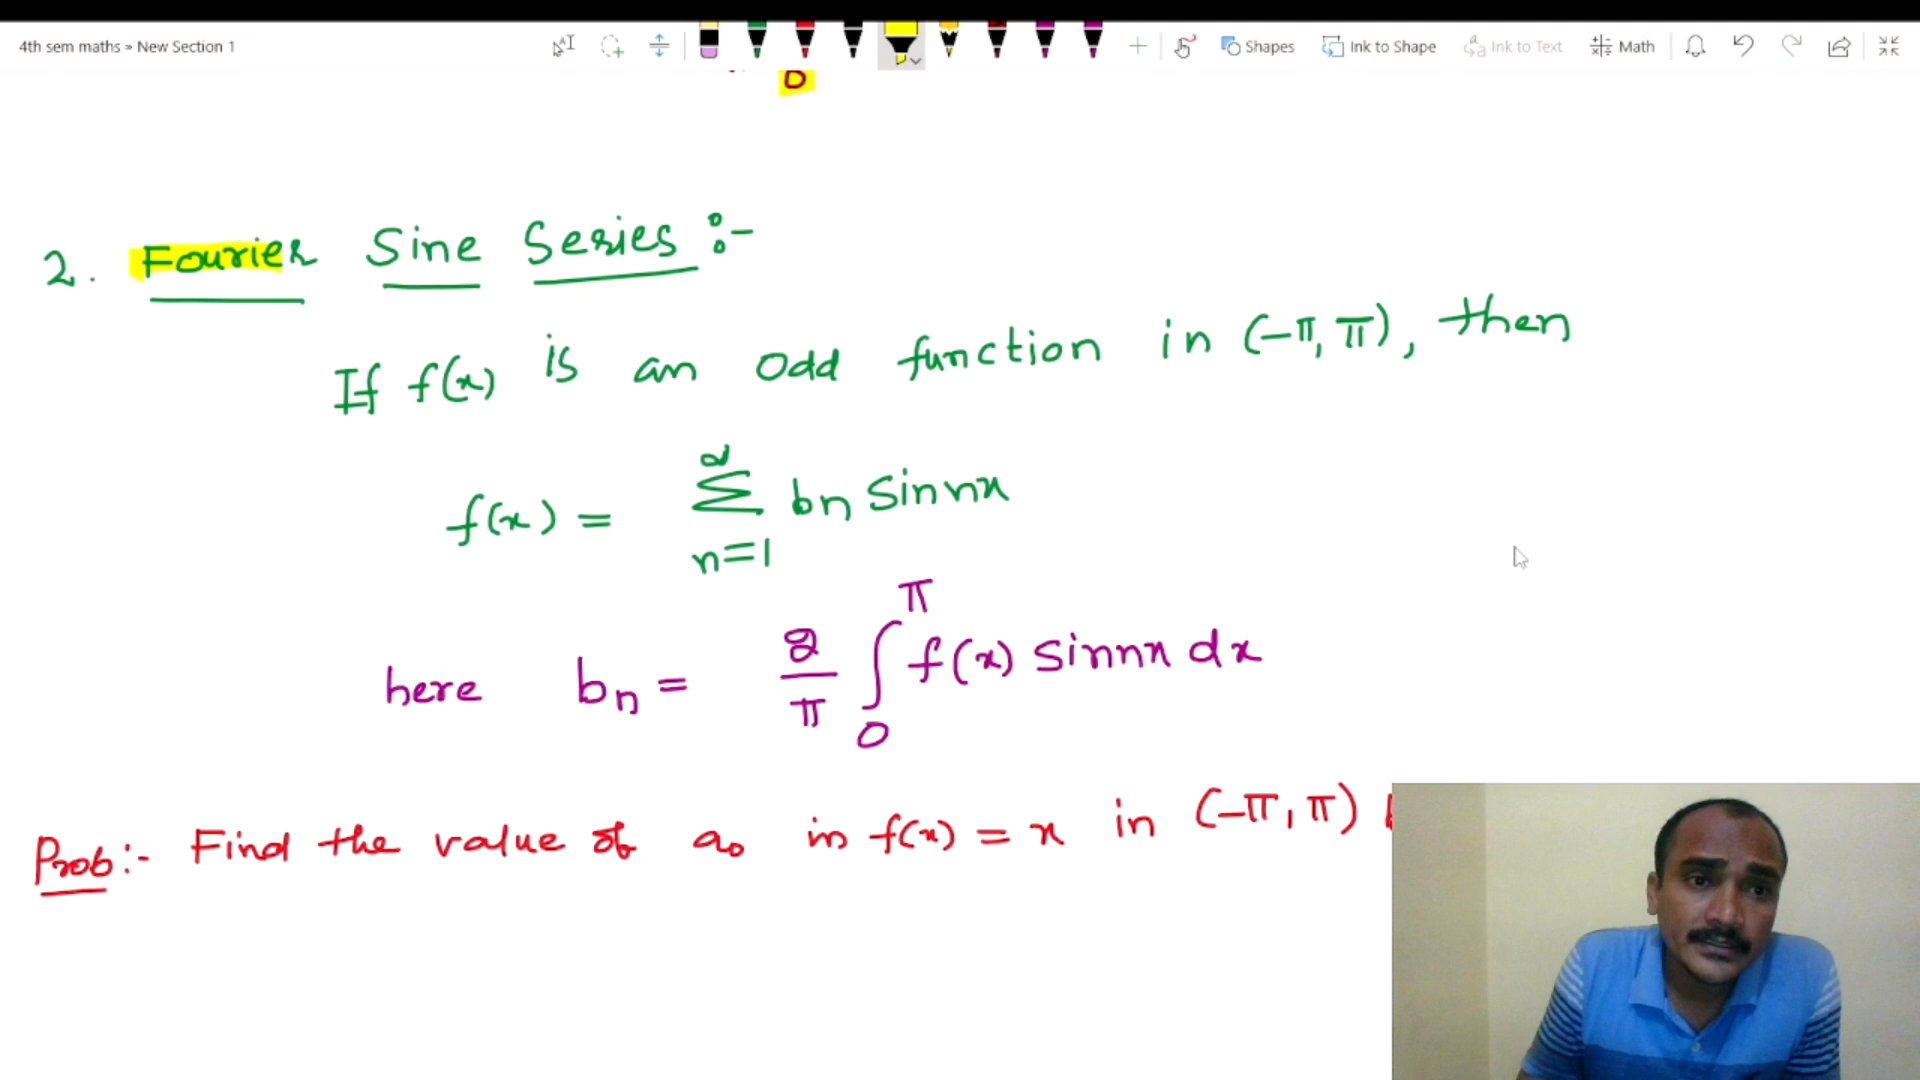 4th sem maths » New Section 1
Shapes Ink to Shape Ink to Text Math
0
2. Fourier Sine Series :-
If f(x) is an odd function in (-π, π), then
f(x) = ∑_{n=1}^{∞} bn sin nx
here bn = 2/π ∫_0^π f(x) sin nx dx
Prob:- Find the value of a₀ in f(x) = x in (-π, π)